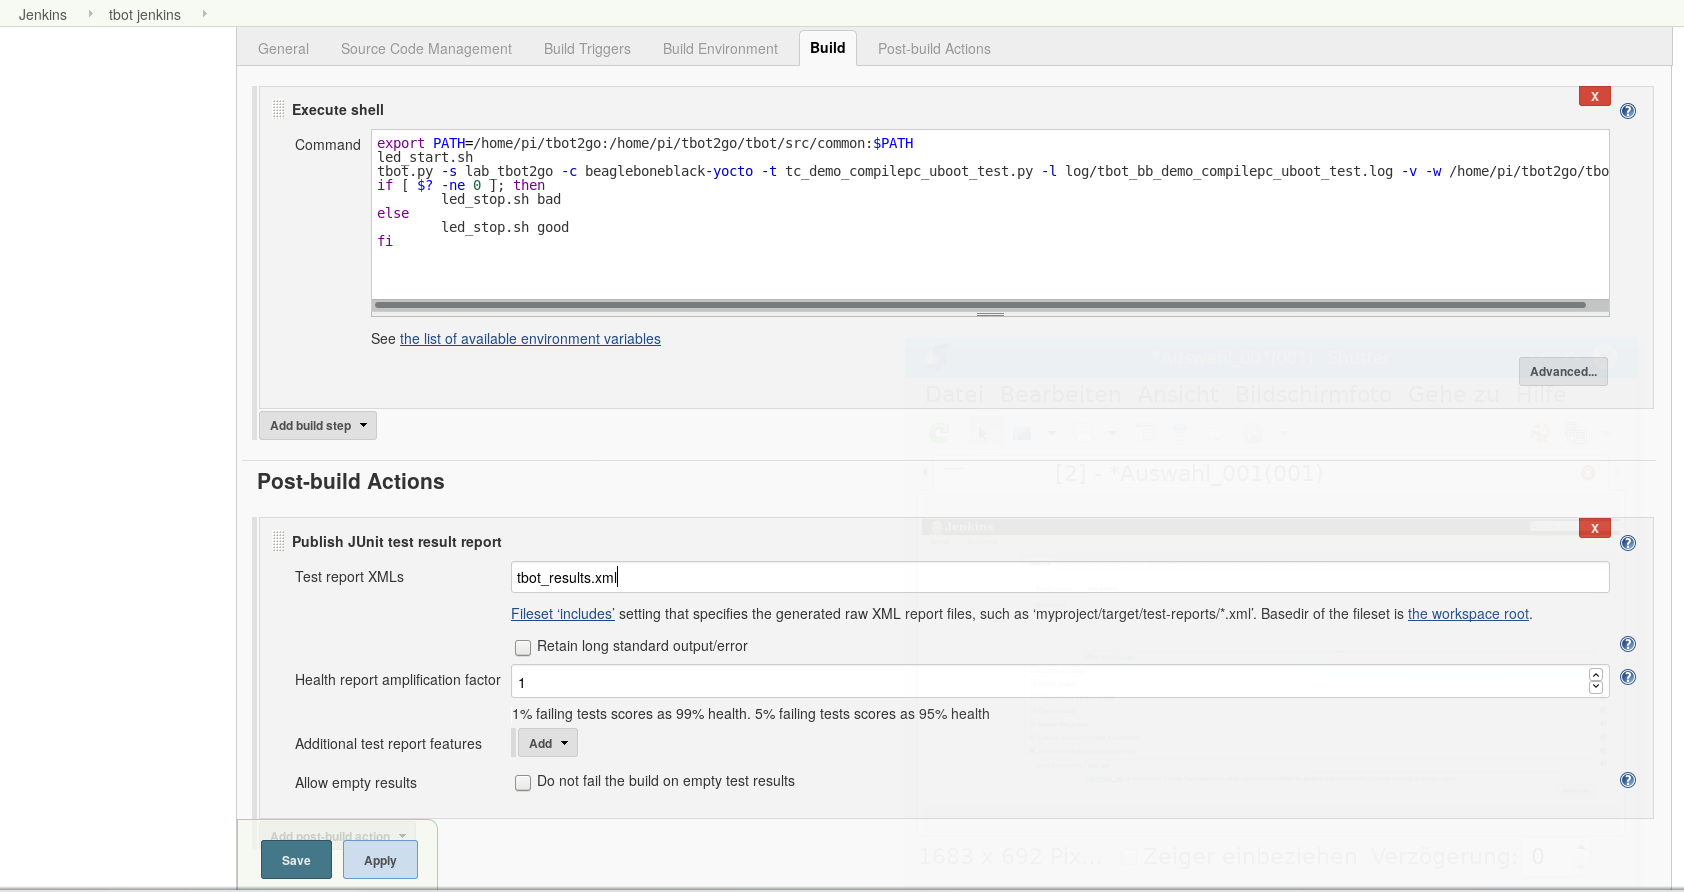 Jenkins tbot jenkins
General Source Code Management Build Triggers Build Environment Build Post-build Actions
X
Execute shell
Command
export PATH=/home/pi/tbot2go:/home/pi/tbot2go/tbot/src/common:$PATH
led_start.sh
tbot.py -s lab_tbot2go -c beagleboneblack-yocto -t tc_demo_compilepc_uboot_test.py -l log/tbot_bb_demo_compilepc_uboot_test.log -v -w /home/pi/tbot2go/tbo
if [ $? -ne 0 ]; then
led_stop.sh bad
else
led_stop.sh good
fi
See the list of available environment variables
*Auswahl_001(001) - Shutter
Advanced...
Datei Bearbeiten Ansicht Bildschirmfoto Gehe zu Hilfe
Add build step
[2] - *Auswahl_001(001)
Post-build Actions
Jenkins
X
Publish JUnit test result report
Test report XMLs tbot_results.xml
Fileset ‘includes’ setting that specifies the generated raw XML report files, such as ‘myproject/target/test-reports/*.xml’. Basedir of the fileset is the workspace root.
Retain long standard output/error
Health report amplification factor 1
1% failing tests scores as 99% health. 5% failing tests scores as 95% health
Additional test report features Add
Allow empty results Do not fail the build on empty test results
Add post-build action
Save Apply
1683 x 692 Pix... Zeiger einbeziehen Verzögerung: 0